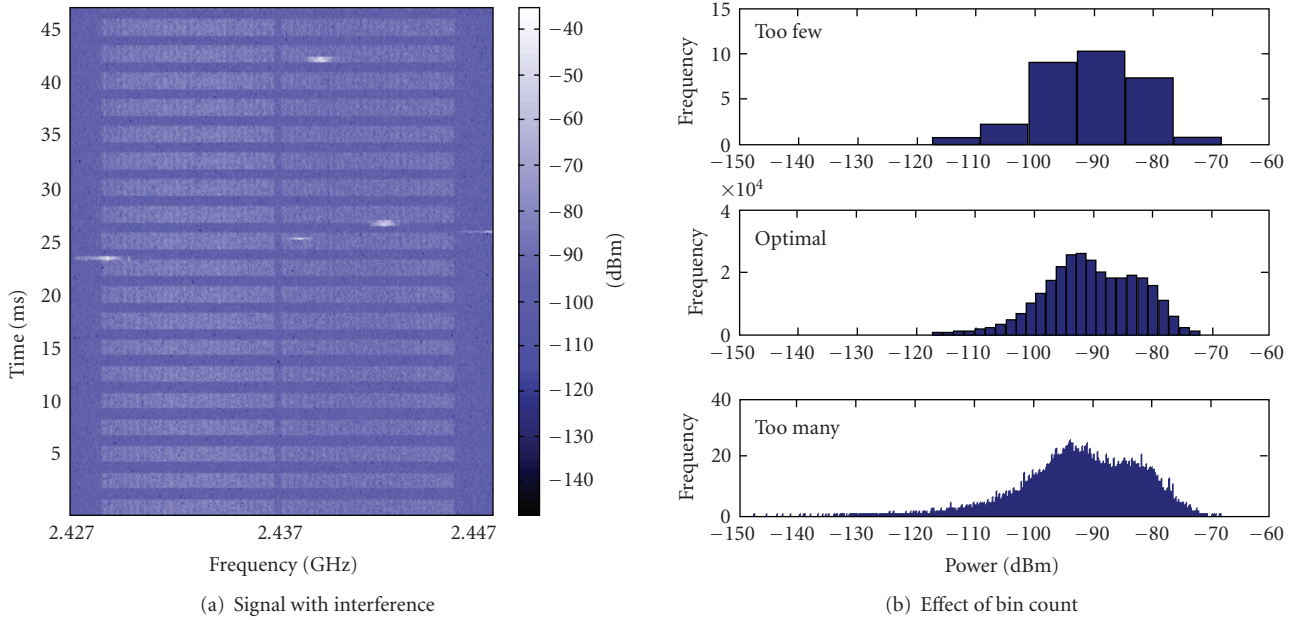 45
40
35
30
25
20
15
10
5
Time (ms)
2.427 2.437 2.447
Frequency (GHz)
−40
−50
−60
−70
−80
−90
−100
−110
−120
−130
−140
(dBm)
(a) Signal with interference
Too few
Frequency
15
10
5
0
−150 −140 −130 −120 −110 −100 −90 −80 −70 −60
×10⁴
Optimal
Frequency
4
2
0
−150 −140 −130 −120 −110 −100 −90 −80 −70 −60
Too many
Frequency
40
20
0
−150 −140 −130 −120 −105 −100 −90 −80 −70 −60
Power (dBm)
(b) Effect of bin count